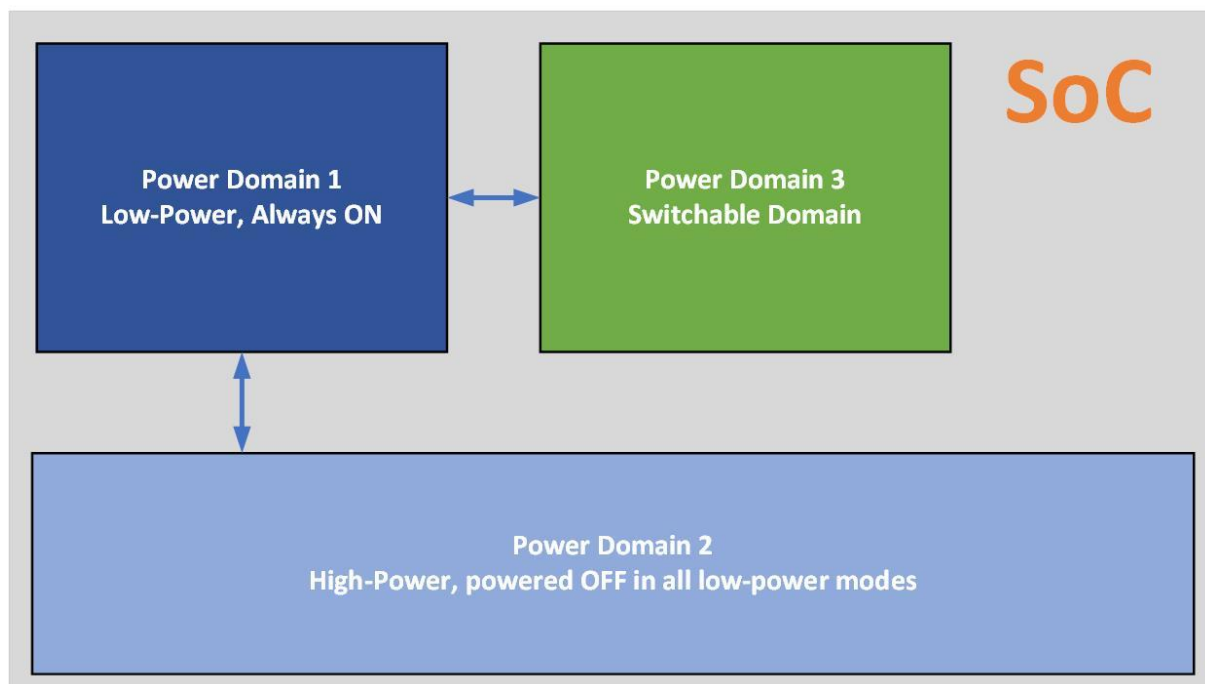 SoC
Power Domain 1
Low-Power, Always ON
Power Domain 3
Switchable Domain
Power Domain 2
High-Power, powered OFF in all low-power modes